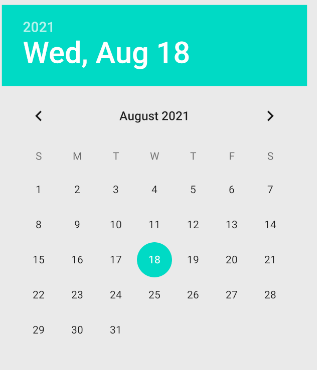 2021
Wed, Aug 18
August 2021
S M T W T F S
1 2 3 4 5 6 7
8 9 10 11 12 13 14
15 16 17 18 19 20 21
22 23 24 25 26 27 28
29 30 31